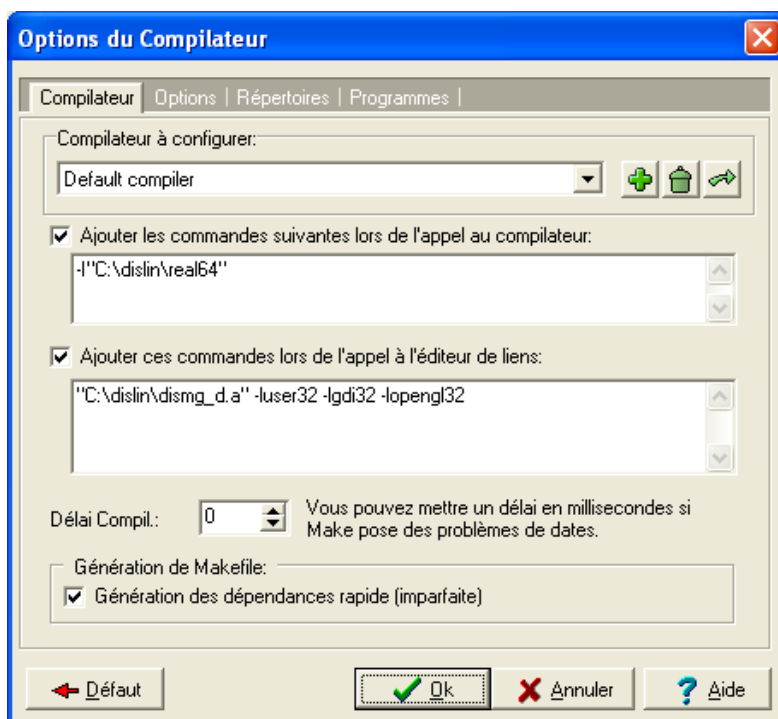 Options du Compilateur
Compilateur Options Répertoires Programmes
Compilateur à configurer:
Default compiler
Ajouter les commandes suivantes lors de l'appel au compilateur:
-I"C:\dislin\real64"
Ajouter ces commandes lors de l'appel à l'éditeur de liens:
"C:\dislin\dismg_d.a" -luser32 -lgdi32 -lopengl32
Délai Compil.: 0 Vous pouvez mettre un délai en millisecondes si
Make pose des problèmes de dates.
Génération de Makefile:
Génération des dépendances rapide (imparfaite)
Défaut Ok Annuler Aide